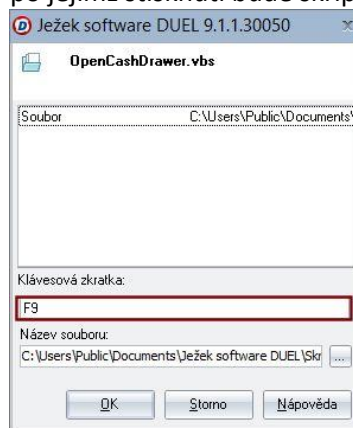 Ježek software DUEL 9.1.1.30050
OpenCashDrawer.vbs
Soubor C:\Users\Public\Documents\
Klávesová zkratka:
F9
Název souboru:
C:\Users\Public\Documents\Ježek software DUEL\Skr ...
OK Storno Nápověda